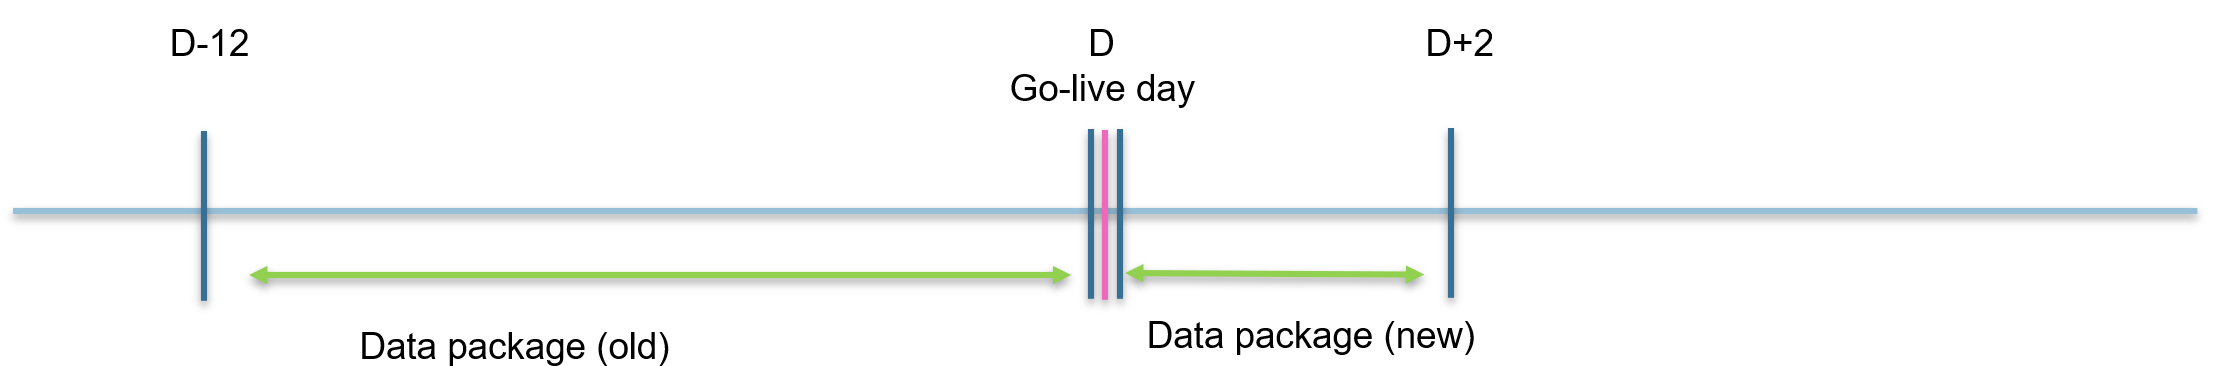 D-12
D
Go-live day
D+2
Data package (old)
Data package (new)